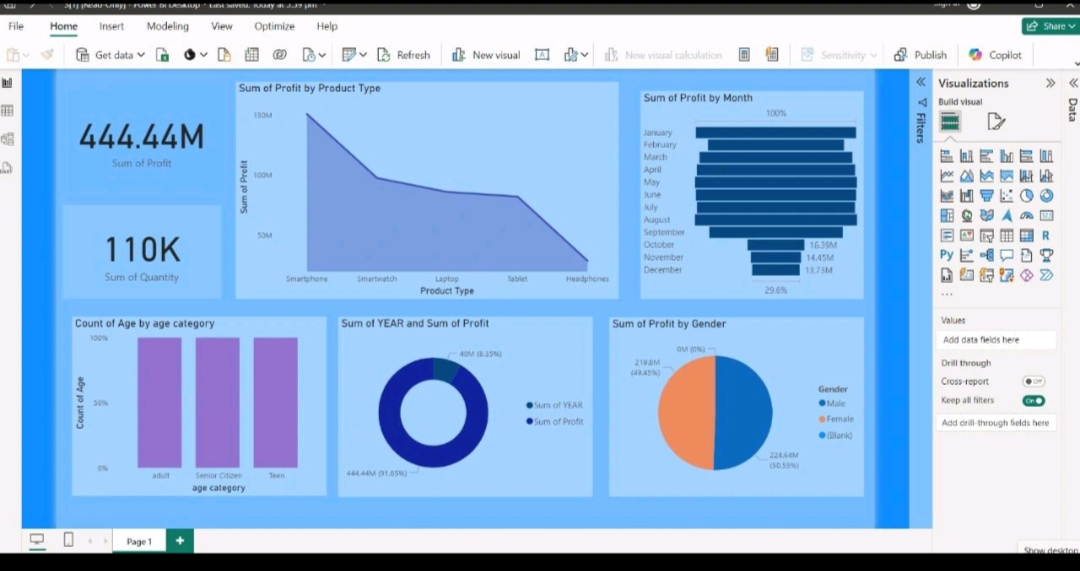 S(1) (Read-Only) - Power BI Desktop • Last saved: Today at 5:39 pm
File Home Insert Modeling View Optimize Help
Share
Get data
Refresh
New visual
New visual calculation
Sensitivity
Publish
Copilot
444.44M
Sum of Profit
110K
Sum of Quantity
Sum of Profit by Product Type
Sum of Profit
150M
100M
50M
Smartphone Smartwatch Laptop Tablet Headphones
Product Type
Sum of Profit by Month
100%
January
February
March
April
May
June
July
August
September
October 16.39M
November 14.45M
December 13.73M
29.6%
Count of Age by age category
Count of Age
100%
50%
0%
adult Senior Citizen Teen
age category
Sum of YEAR and Sum of Profit
40M (8.35%)
444.44M (91.65%)
Sum of YEAR
Sum of Profit
Sum of Profit by Gender
0M (0%)
219.8M
(49.45%)
224.64M
(50.55%)
Gender
Male
Female
(Blank)
Filters
Visualizations
Build visual
R
Py
...
Values
Add data fields here
Drill through
Cross-report
Off
Keep all filters
On
Add drill-through fields here
Data
Page 1
Show desktop